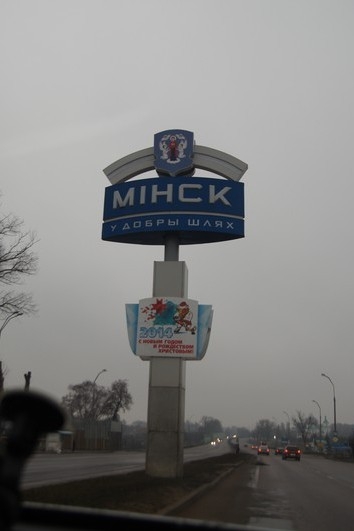 МІНСК
У ДОБРЫ ШЛЯХ
2014
С НОВЫМ ГОДОМ
И РОЖДЕСТВОМ
ХРИСТОВЫМ!